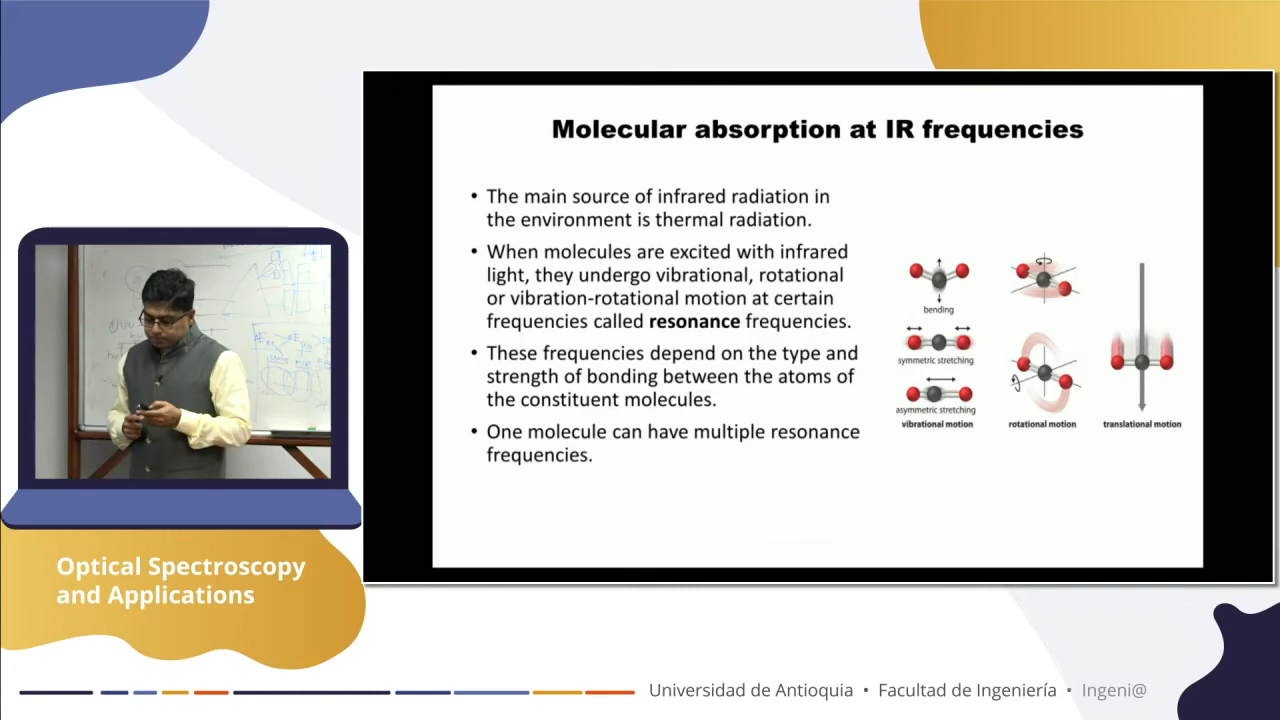 Molecular absorption at IR frequencies
• The main source of infrared radiation in
the environment is thermal radiation.
• When molecules are excited with infrared
light, they undergo vibrational, rotational
or vibration-rotational motion at certain
frequencies called resonance frequencies.
• These frequencies depend on the type and
strength of bonding between the atoms of
the constituent molecules.
• One molecule can have multiple resonance
frequencies.
bending
symmetric stretching
asymmetric stretching
vibrational motion
rotational motion
translational motion
Optical Spectroscopy
and Applications
Universidad de Antioquia • Facultad de Ingeniería • Ingeni@